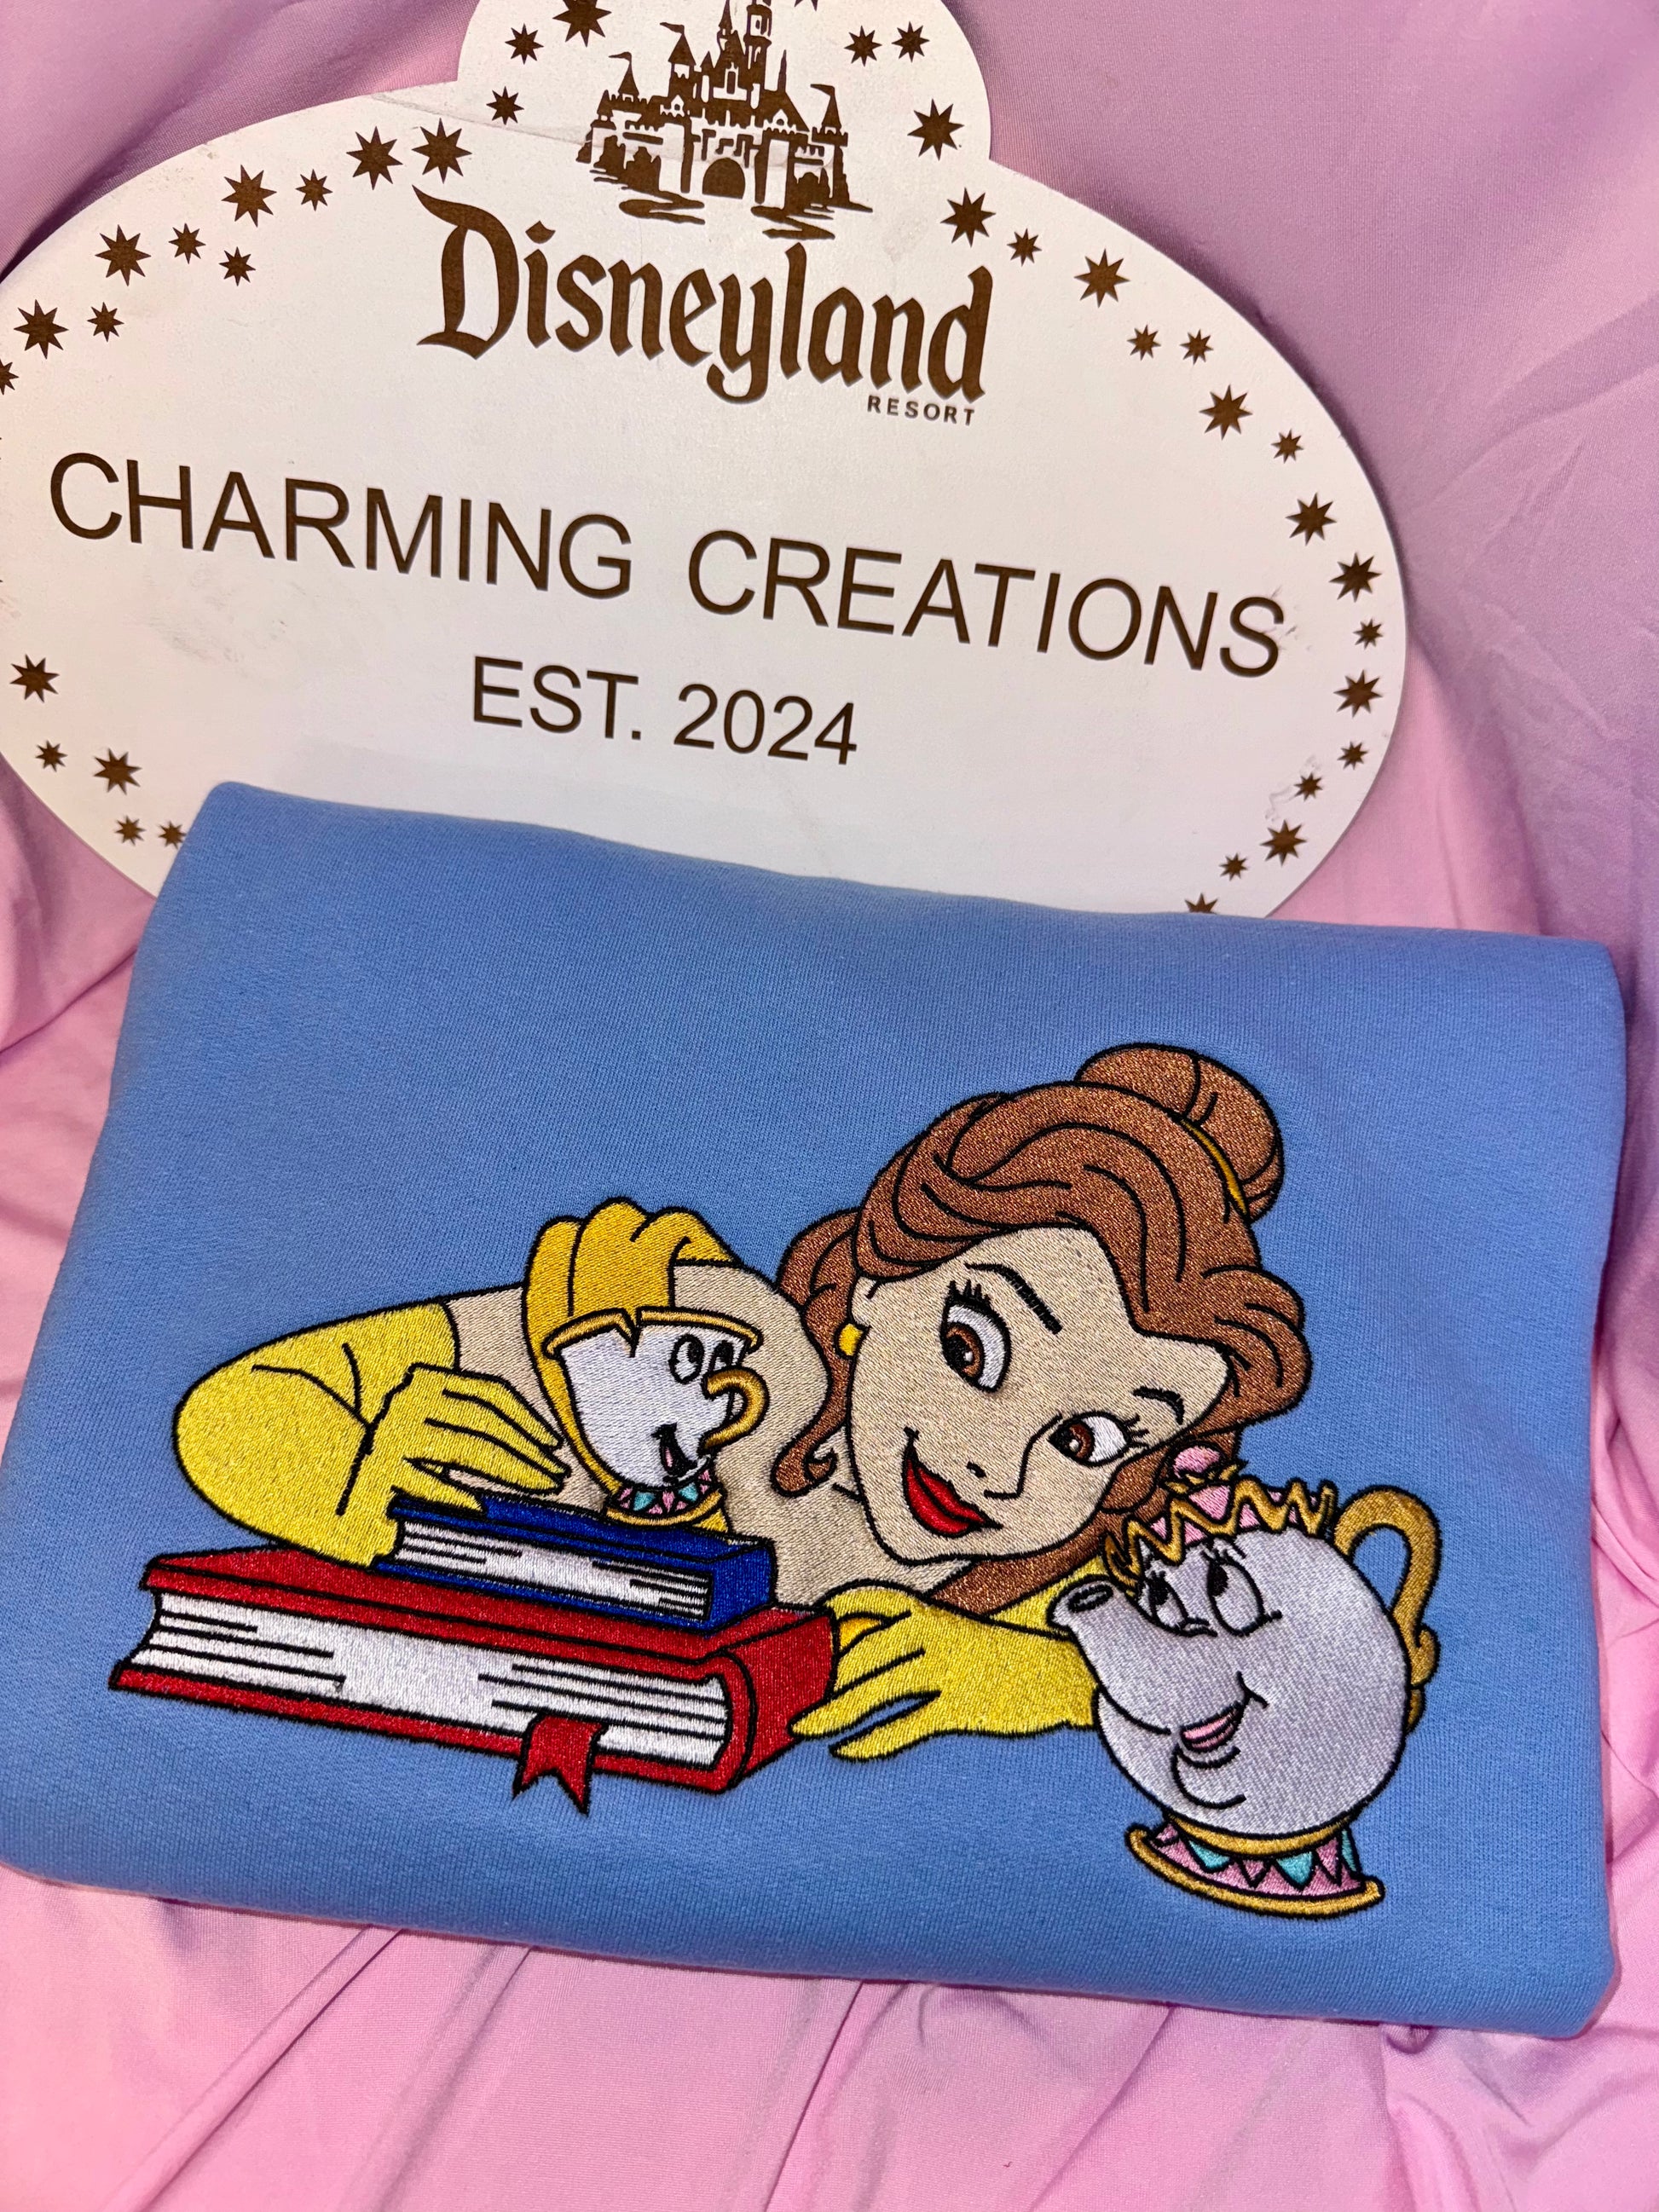 Disneyland
RESORT
CHARMING CREATIONS
EST. 2024